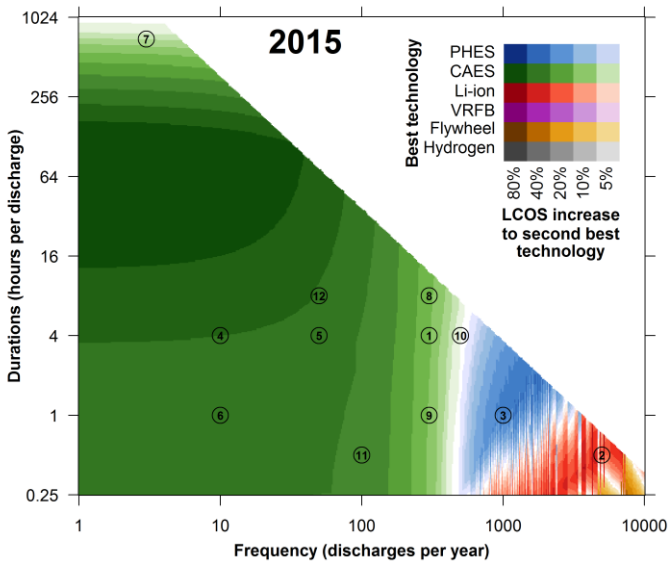 2015
1024
256
64
16
4
1
0.25
Durations (hours per discharge)
7
12
8
4
5
1
10
6
9
3
11
2
1
10
100
1000
10000
Frequency (discharges per year)
Best technology
PHES
CAES
Li-ion
VRFB
Flywheel
Hydrogen
80%
40%
20%
10%
5%
LCOS increase
to second best
technology